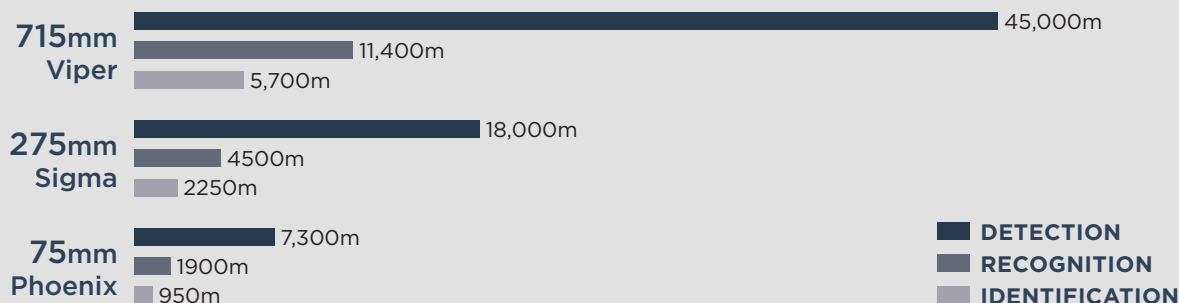 715mm
Viper
45,000m
11,400m
5,700m
275mm
Sigma
18,000m
4500m
2250m
75mm
Phoenix
7,300m
1900m
950m
DETECTION
RECOGNITION
IDENTIFICATION